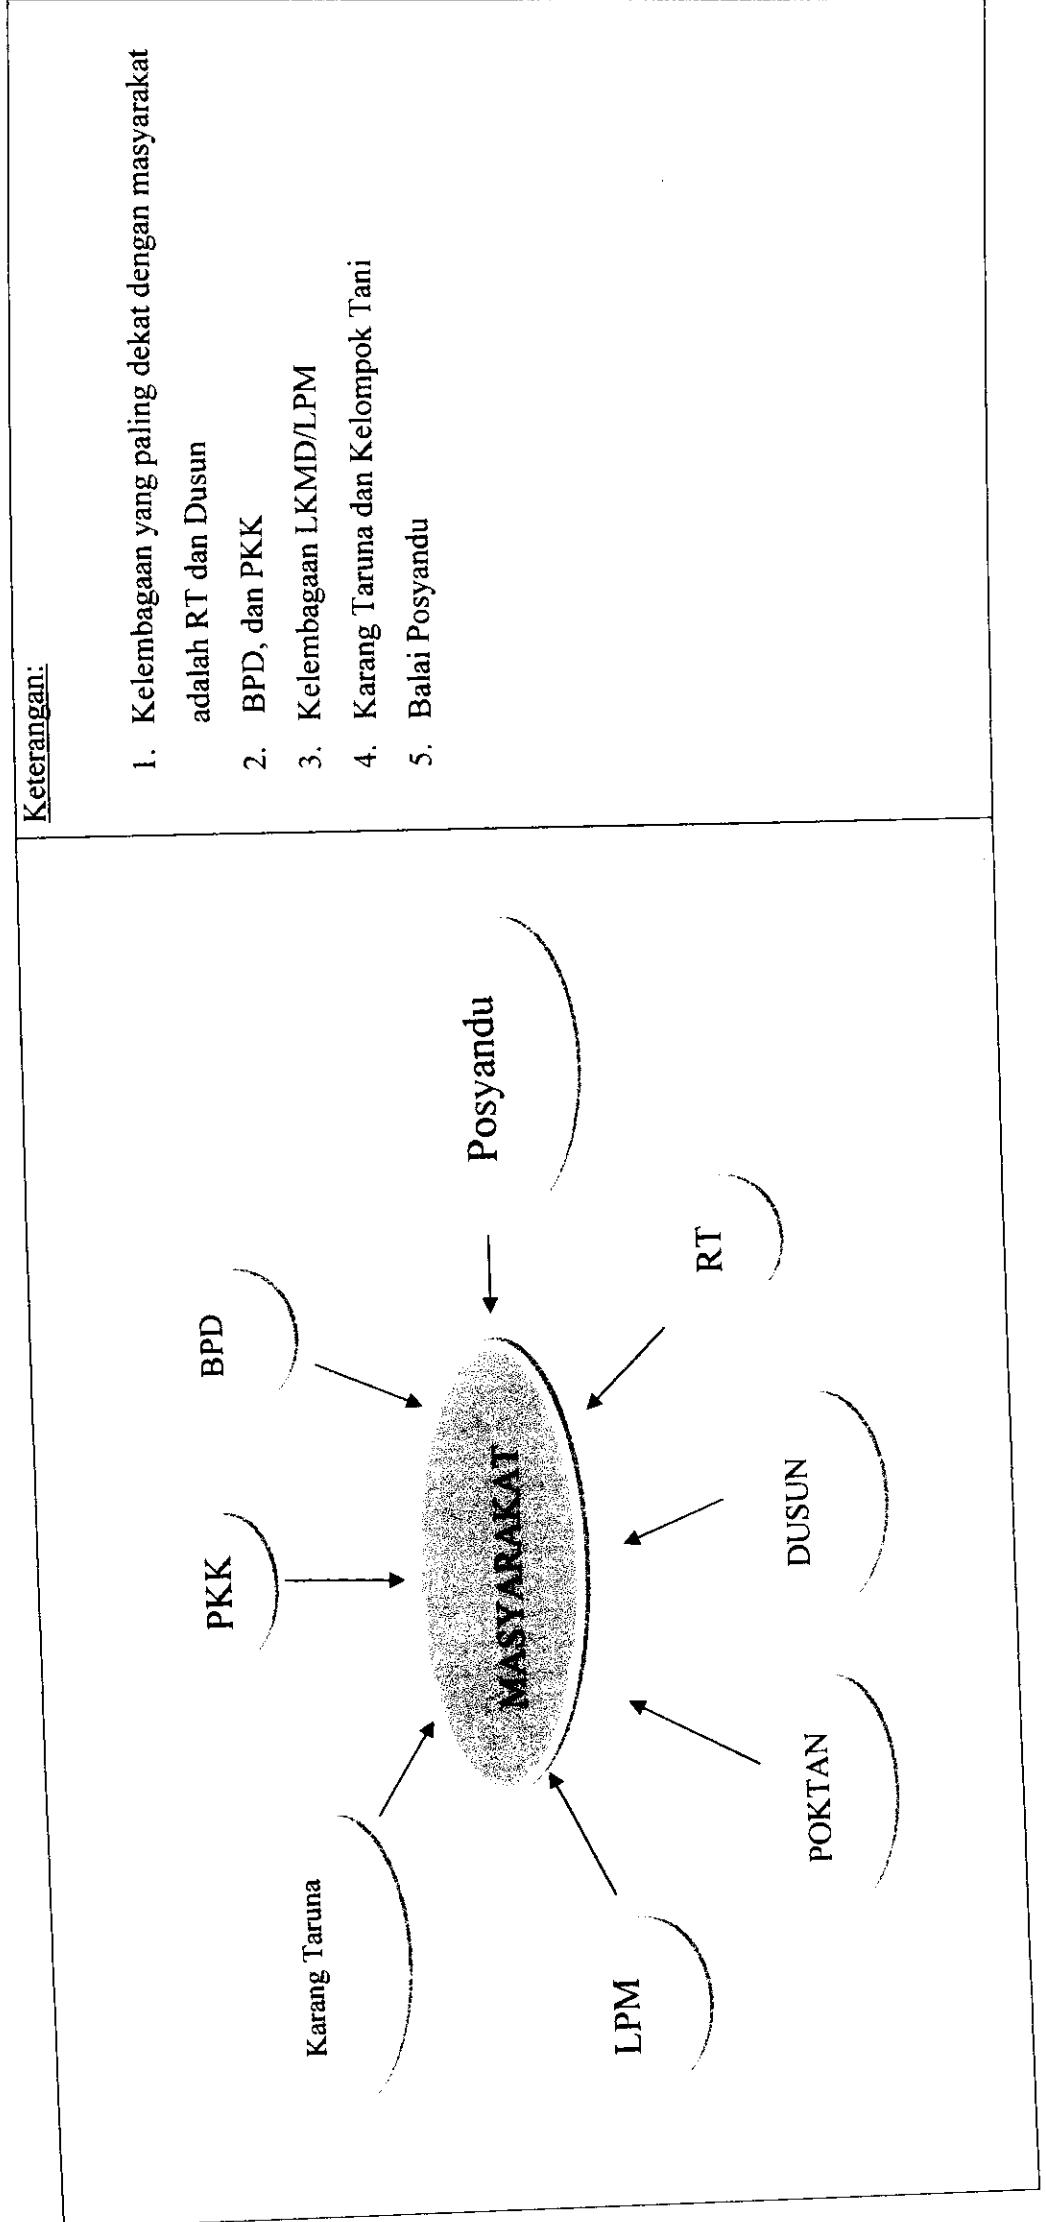 Karang Taruna
PKK
BPD
Posyandu
MASYARAKAT
LPM
POKTAN
DUSUN
RT
Keterangan:
1. Kelembagaan yang paling dekat dengan masyarakat
adalah RT dan Dusun
2. BPD, dan PKK
3. Kelembagaan LKMD/LPM
4. Karang Taruna dan Kelompok Tani
5. Balai Posyandu